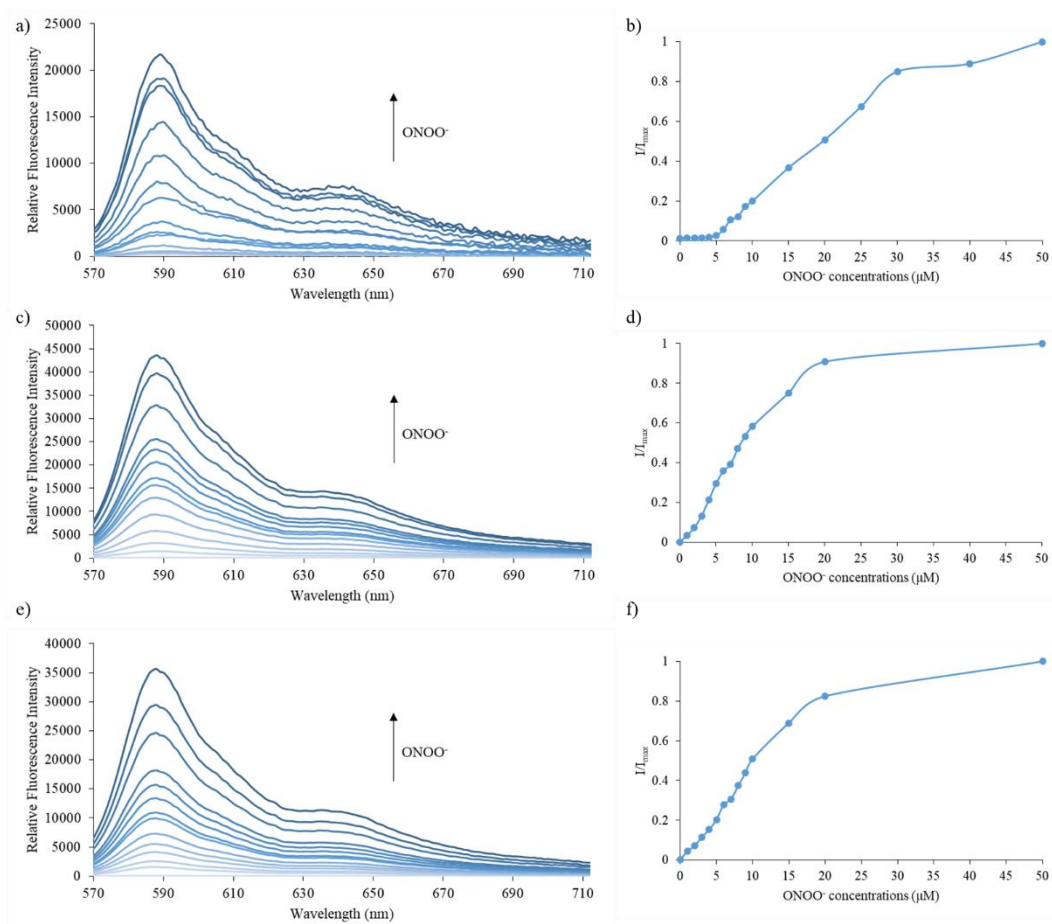 a)
Relative Fluorescence Intensity
25000
20000
15000
10000
5000
0
ONOO-
570 590 610 630 650 670 690 710
Wavelength (nm)
b)
I/Imax
1
0.8
0.6
0.4
0.2
0
0 5 10 15 20 25 30 35 40 45 50
ONOO- concentrations (μM)
c)
Relative Fluorescence Intensity
50000
45000
40000
35000
30000
25000
20000
15000
10000
5000
0
ONOO-
570 590 610 630 650 670 690 710
Wavelength (nm)
d)
I/Imax
1
0.8
0.6
0.4
0.2
0
0 5 10 15 20 25 30 35 40 45 50
ONOO- concentrations (μM)
e)
Relative Fluorescence Intensity
40000
35000
30000
25000
20000
15000
10000
5000
0
ONOO-
570 590 610 630 650 670 690 710
Wavelength (nm)
f)
I/Imax
1
0.8
0.6
0.4
0.2
0
0 5 10 15 20 25 30 35 40 45 50
ONOO- concentrations (μM)